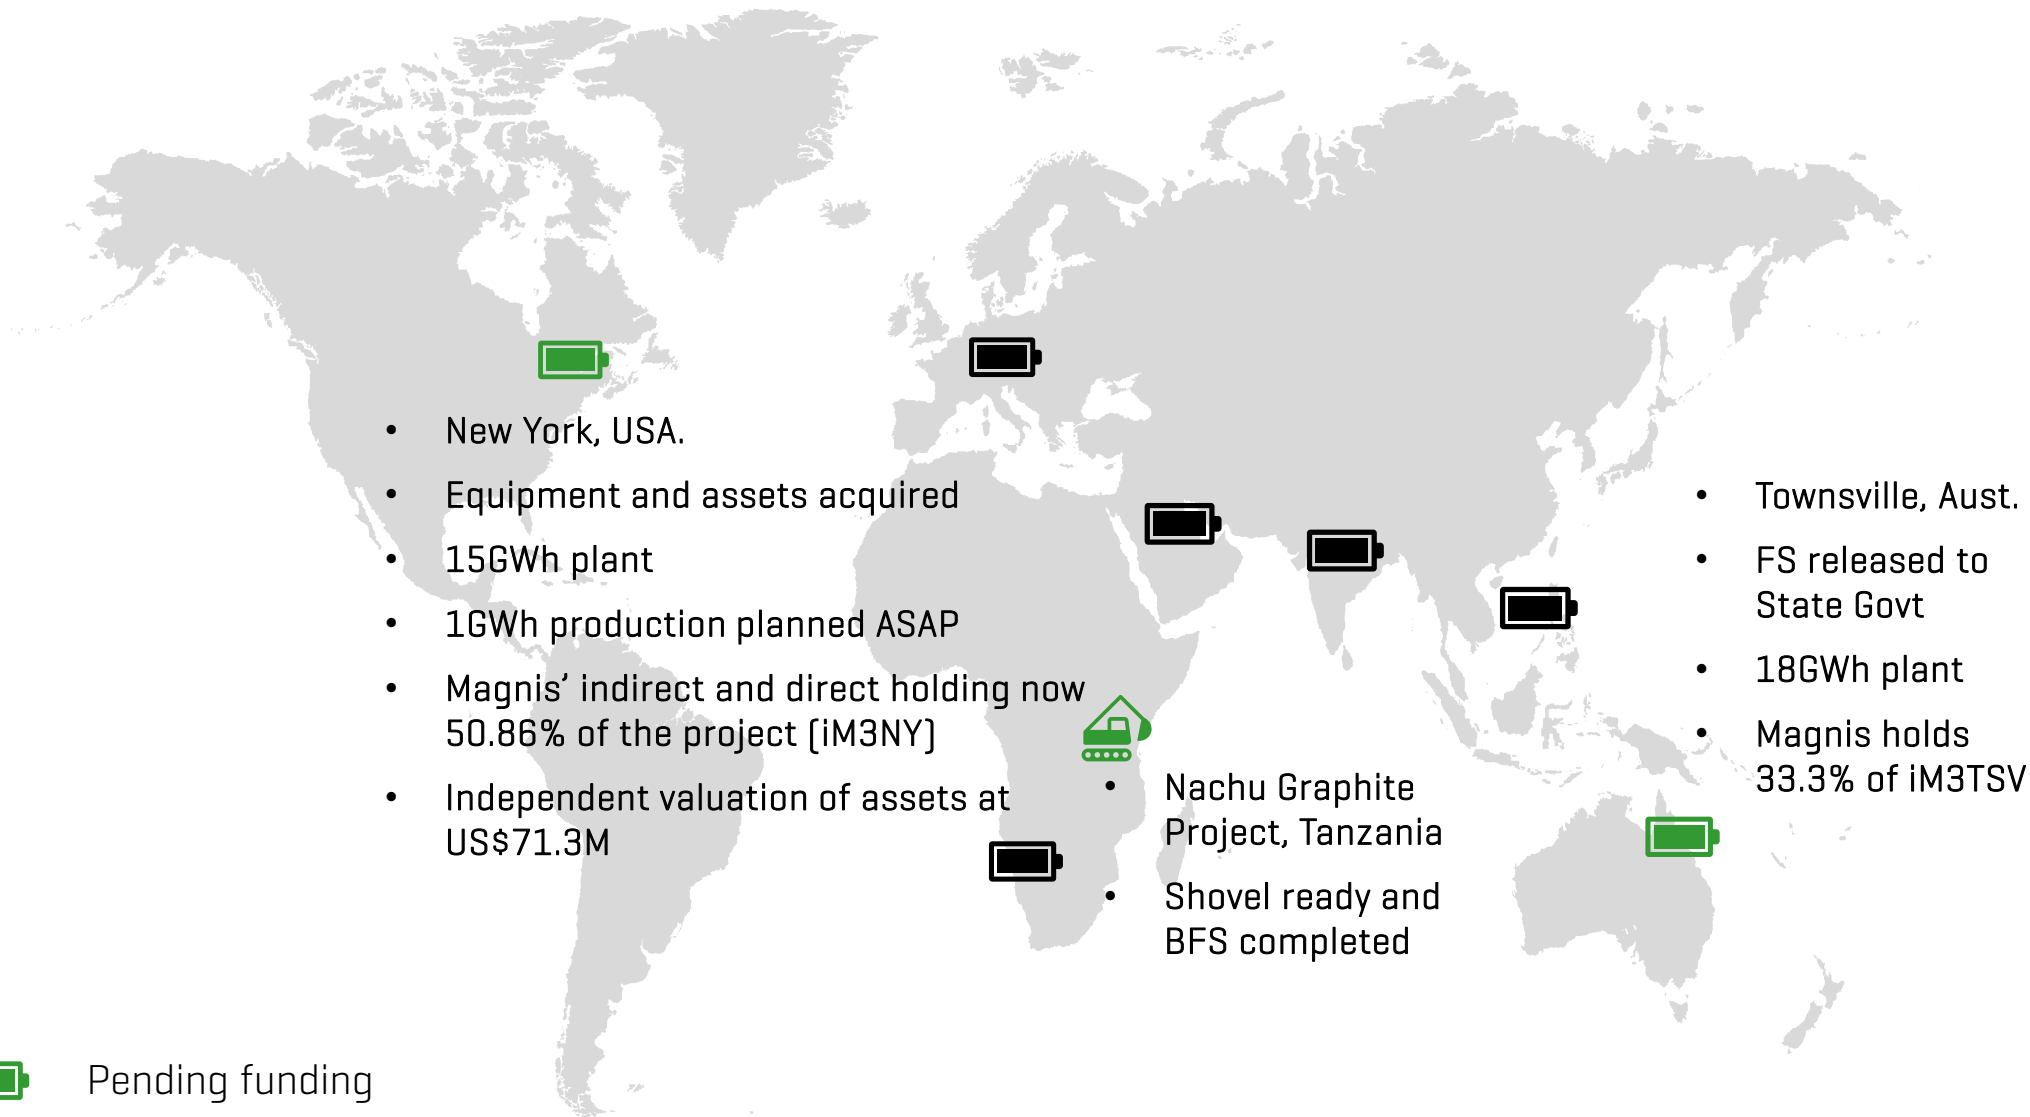 • New York, USA.
• Equipment and assets acquired
• 15GWh plant
• 1GWh production planned ASAP
• Magnis’ indirect and direct holding now
50.86% of the project (iM3NY)
• Independent valuation of assets at
US$71.3M
• Nachu Graphite
Project, Tanzania
• Shovel ready and
BFS completed
• Townsville, Aust.
• FS released to
State Govt
• 18GWh plant
• Magnis holds
33.3% of iM3TSV
Pending funding